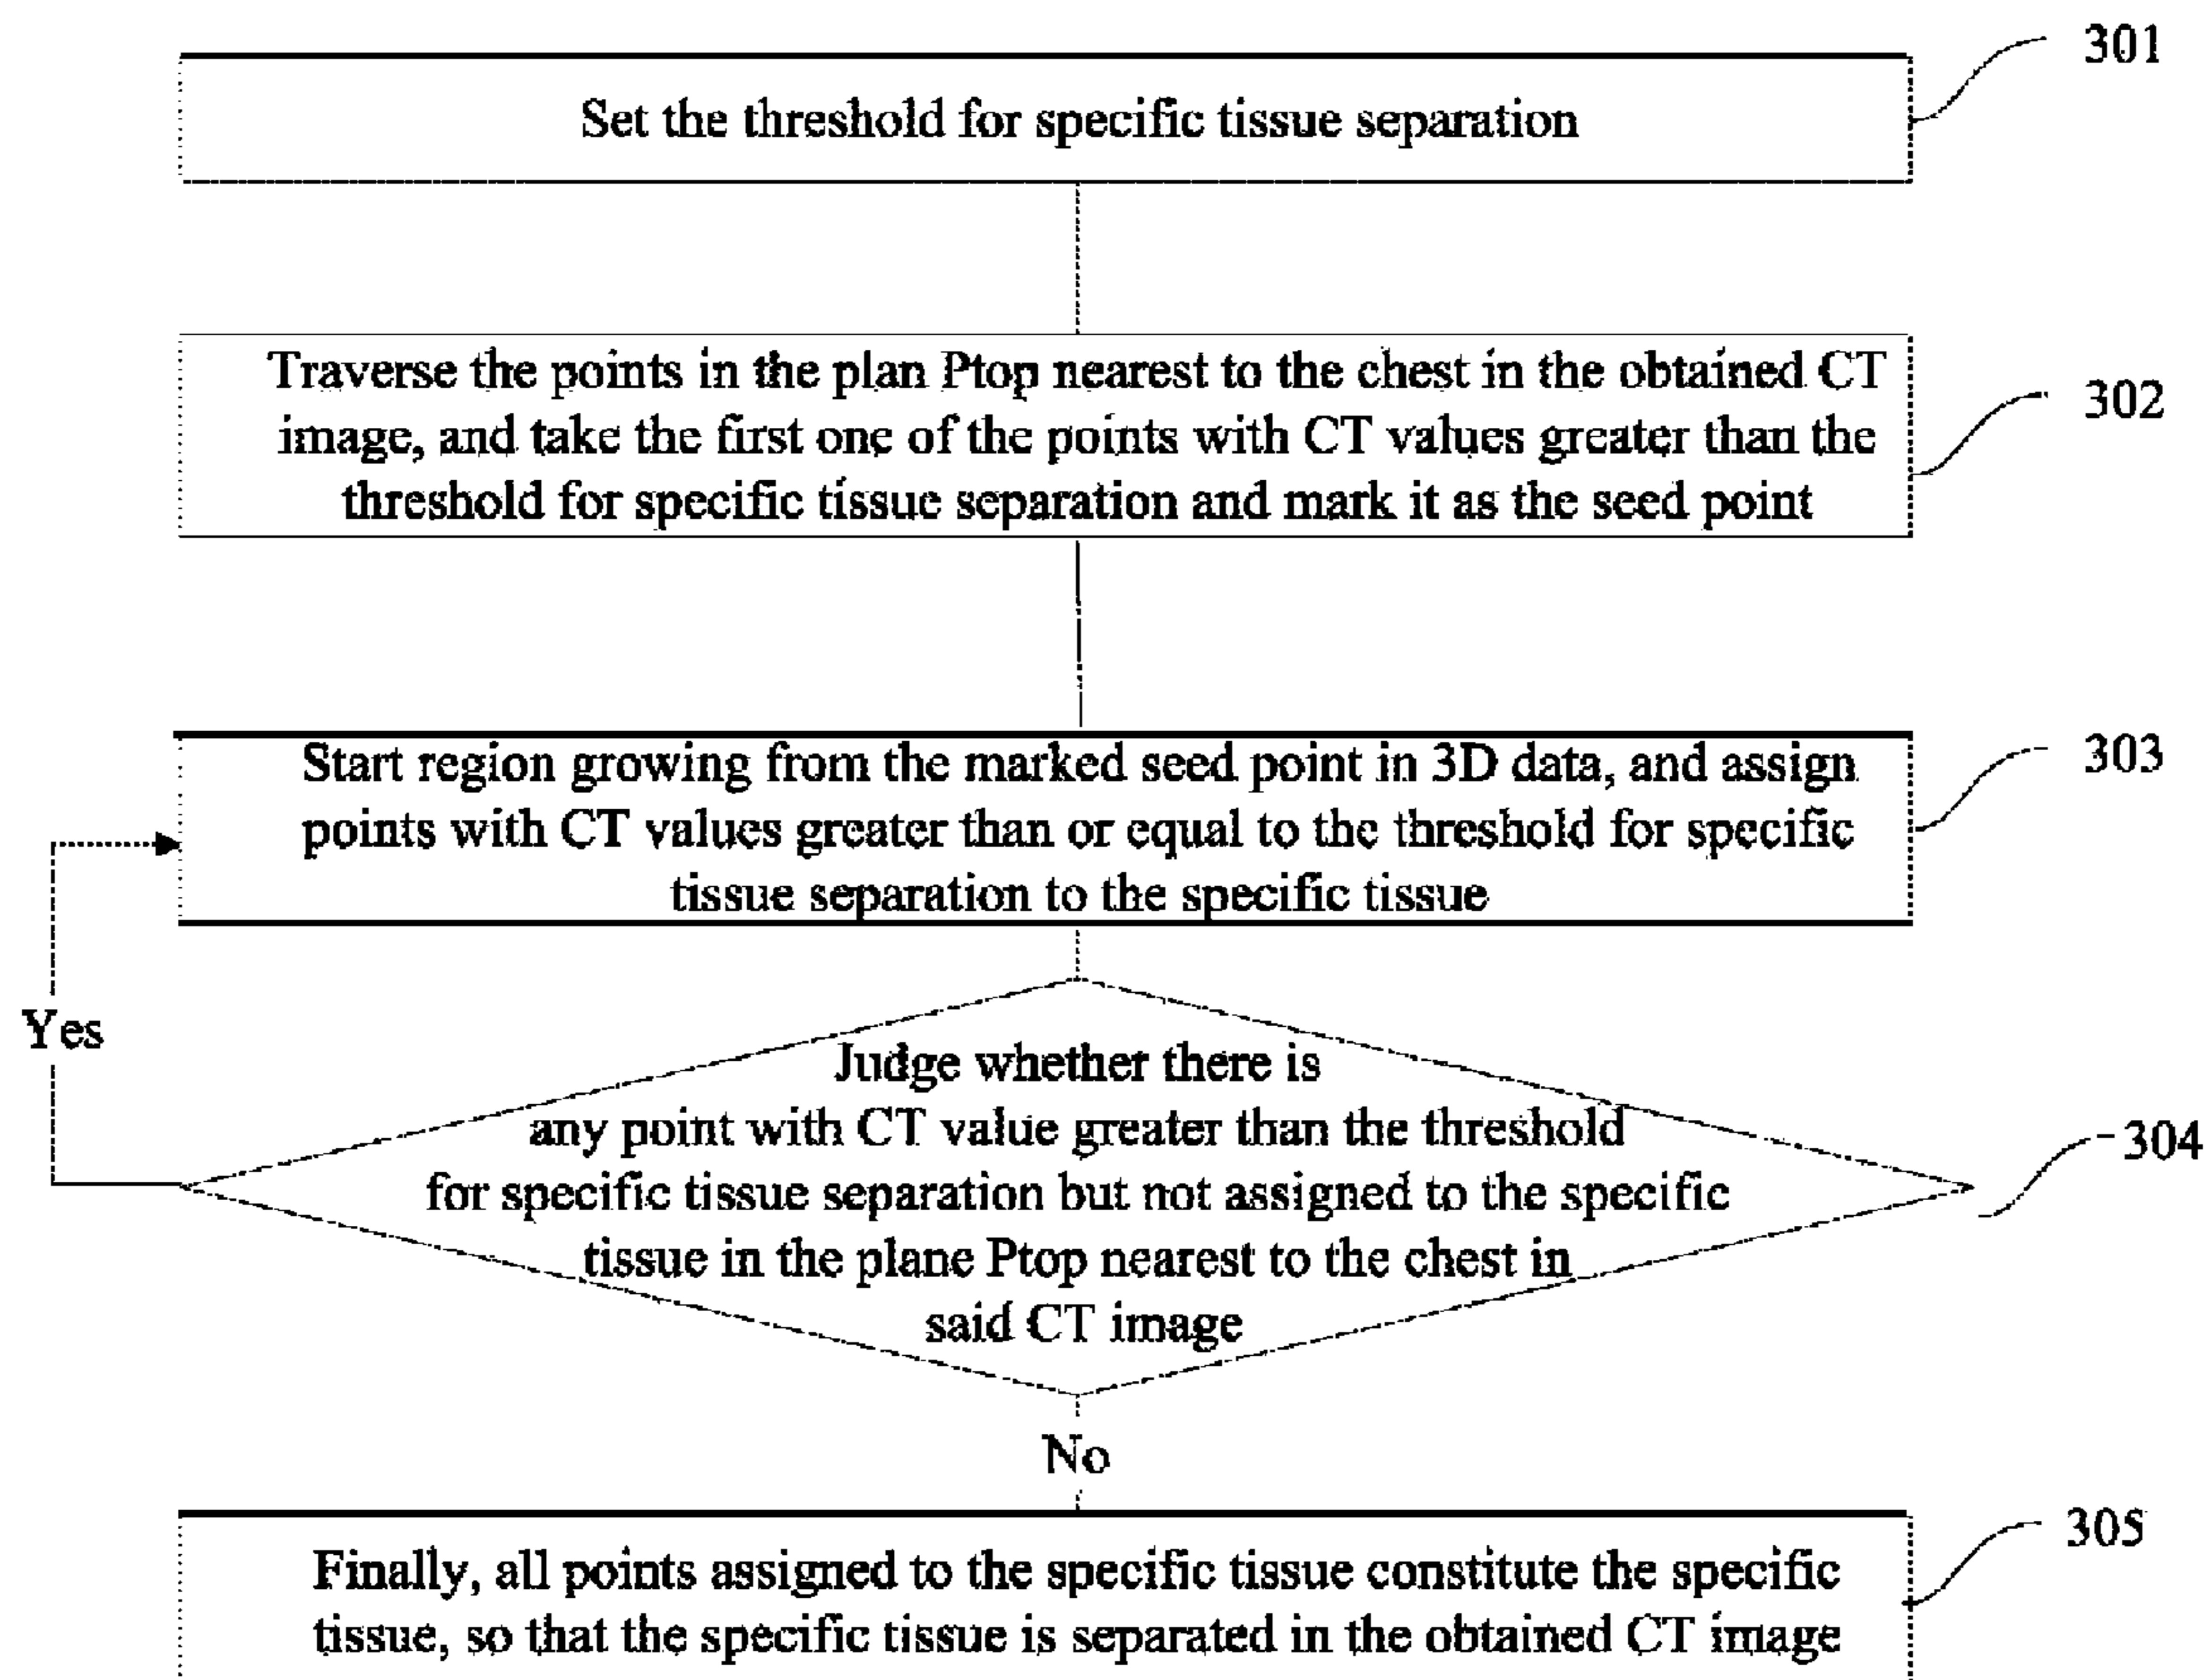 301
Set the threshold for specific tissue separation
Traverse the points in the plan Ptop nearest to the chest in the obtained CT
image, and take the first one of the points with CT values greater than the
threshold for specific tissue separation and mark it as the seed point
302
Start region growing from the marked seed point in 3D data, and assign
points with CT values greater than or equal to the threshold for specific
tissue separation to the specific tissue
303
Yes
Judge whether there is
any point with CT value greater than the threshold
for specific tissue separation but not assigned to the specific
tissue in the plane Ptop nearest to the chest in
said CT image
304
No
305
Finally, all points assigned to the specific tissue constitute the specific
tissue, so that the specific tissue is separated in the obtained CT image